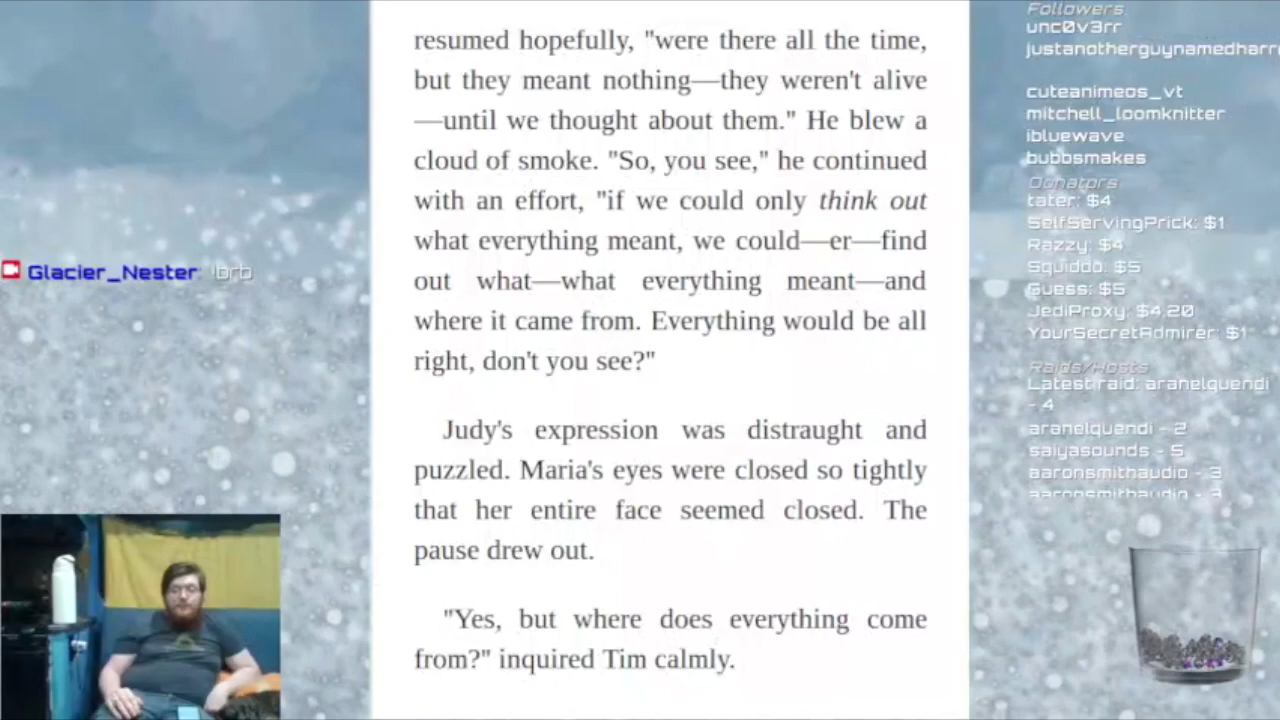 resumed hopefully, "were there all the time,
but they meant nothing—they weren't alive
—until we thought about them." He blew a
cloud of smoke. "So, you see," he continued
with an effort, "if we could only think out
what everything meant, we could—er—find
out what—what everything meant—and
where it came from. Everything would be all
right, don't you see?"
Judy's expression was distraught and
puzzled. Maria's eyes were closed so tightly
that her entire face seemed closed. The
pause drew out.
"Yes, but where does everything come
from?" inquired Tim calmly.
Glacier_Nester: !brb
Followers
unc0v3rr
justanotherguynamedharr
cuteanimeos_vt
mitchell_loomknitter
ibluewave
bubbsmakes
Donators
tater: $4
SelfServingPrick: $1
Razzy: $4
Squiddo: $5
Guess: $5
JediProxy: $4.20
YourSecretAdmirer: $1
Raids/Hosts
Latest raid: aranelquendi
- 4
aranelquendi - 2
saiyasounds - 5
aaronsmithaudio - 3
aaronsmithaudio - 3